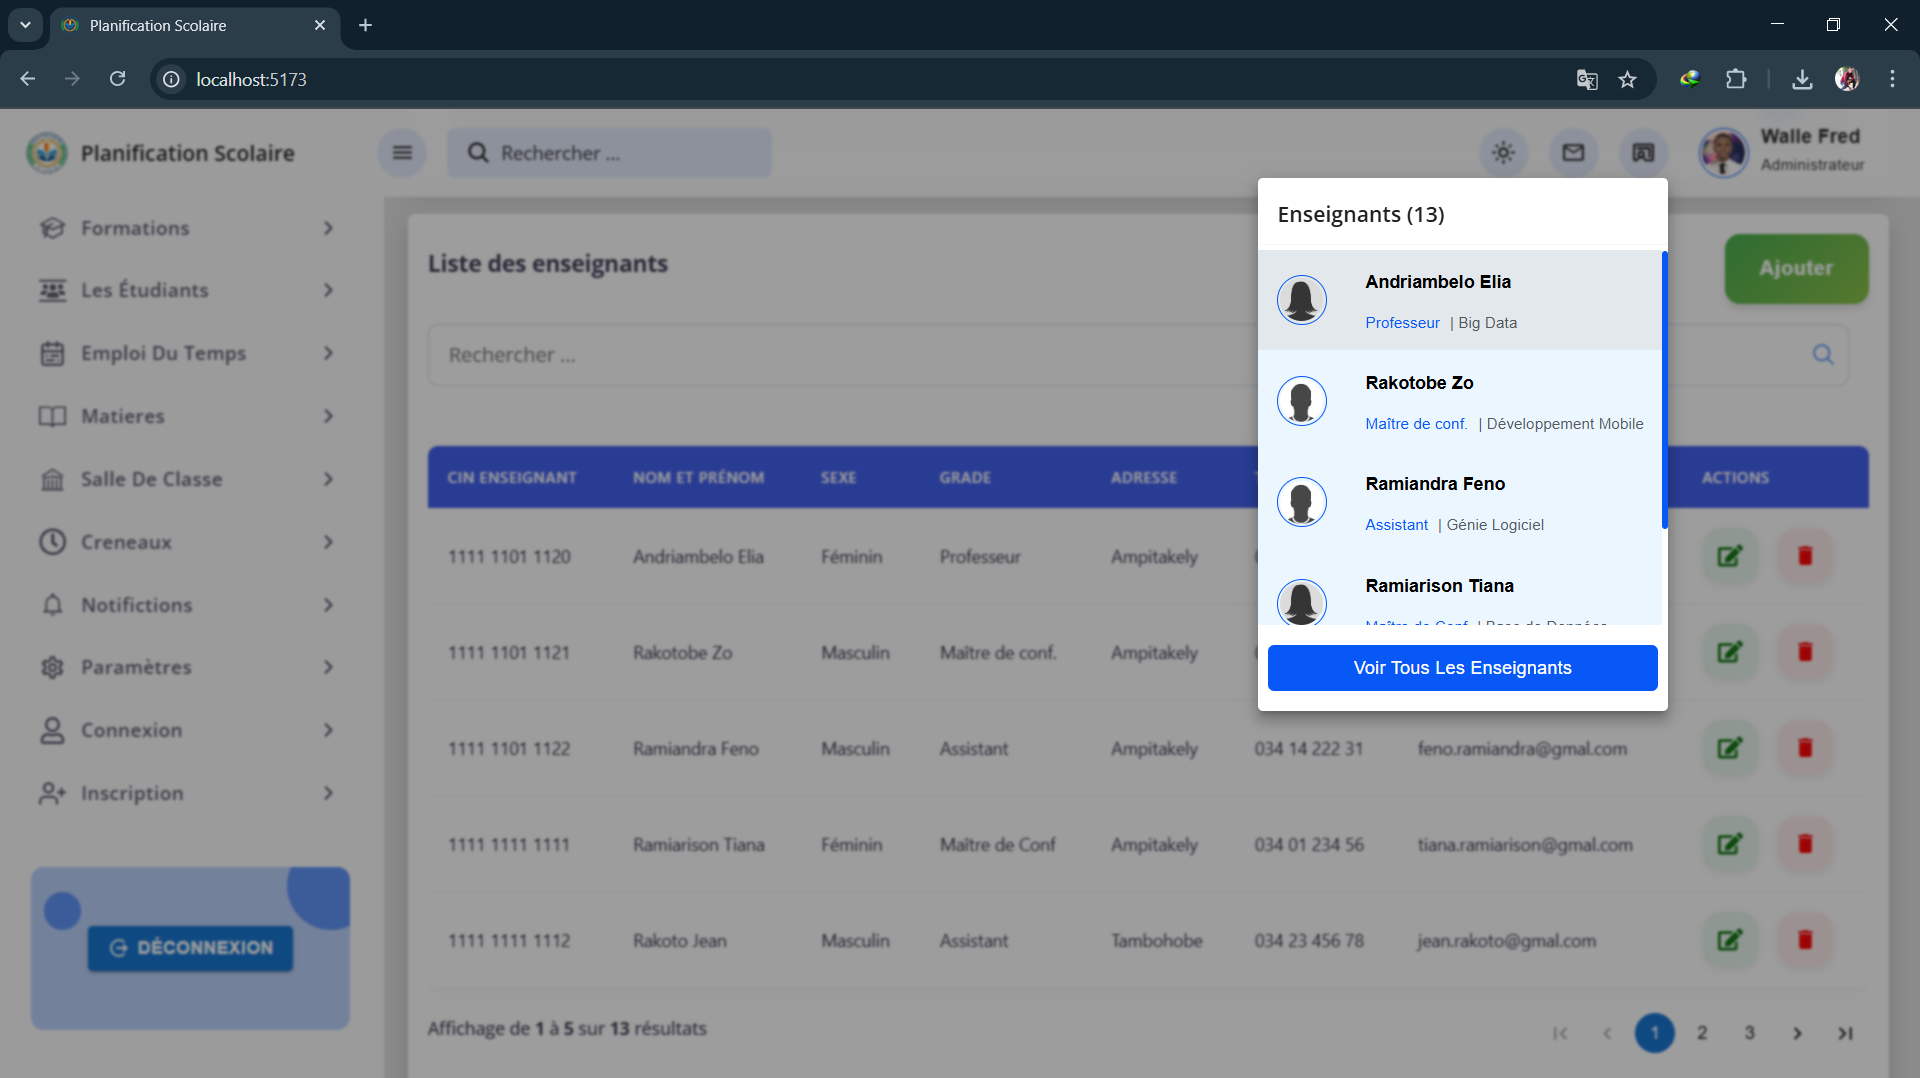 Planification Scolaire
localhost:5173
Planification Scolaire
Rechercher ...
Walle Fred
Administrateur
Formations
Les Étudiants
Emploi Du Temps
Matieres
Salle De Classe
Creneaux
Notifictions
Paramètres
Connexion
Inscription
DÉCONNEXION
Liste des enseignants
Ajouter
Rechercher ...
CIN ENSEIGNANT NOM ET PRÉNOM SEXE GRADE ADRESSE ACTIONS
1111 1101 1120 Andriambelo Elia Féminin Professeur Ampitakely
1111 1101 1121 Rakotobe Zo Masculin Maître de conf. Ampitakely
1111 1101 1122 Ramiandra Feno Masculin Assistant Ampitakely 034 14 222 31 feno.ramiandra@gmal.com
1111 1111 1111 Ramiarison Tiana Féminin Maître de Conf Ampitakely 034 01 234 56 tiana.ramiarison@gmal.com
1111 1111 1112 Rakoto Jean Masculin Assistant Tambohobe 034 23 456 78 jean.rakoto@gmal.com
Affichage de 1 à 5 sur 13 résultats
1 2 3
Enseignants (13)
Andriambelo Elia
Professeur | Big Data
Rakotobe Zo
Maître de conf. | Développement Mobile
Ramiandra Feno
Assistant | Génie Logiciel
Ramiarison Tiana
Maître de Conf | Base de Données
Voir Tous Les Enseignants